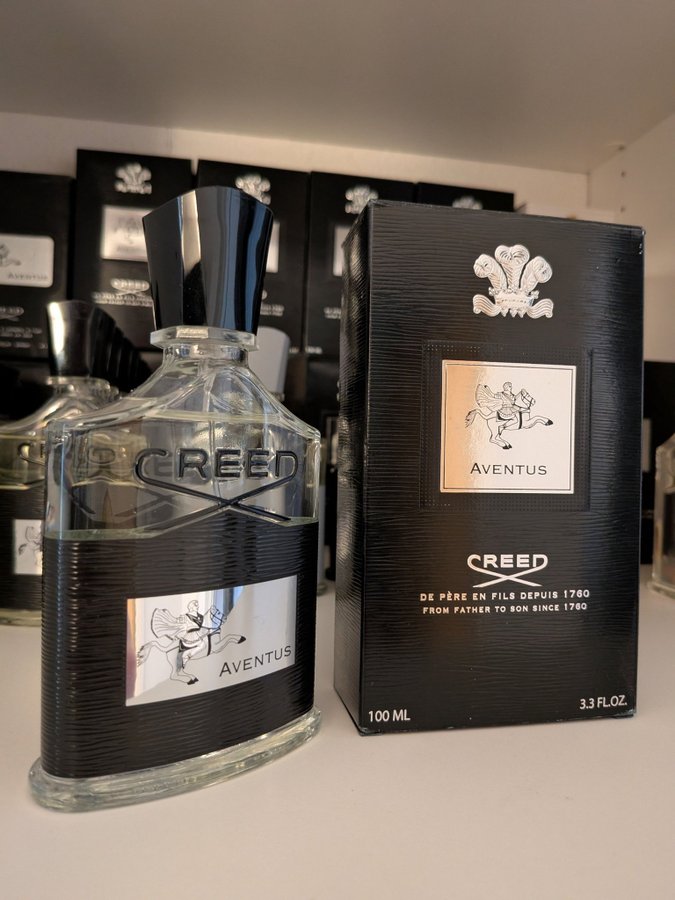 CREED
AVENTUS
AVENTUS
CREED
DE PÈRE EN FILS DEPUIS 1760
FROM FATHER TO SON SINCE 1760
100 ML
3.3 FL.OZ.
AVENTUS